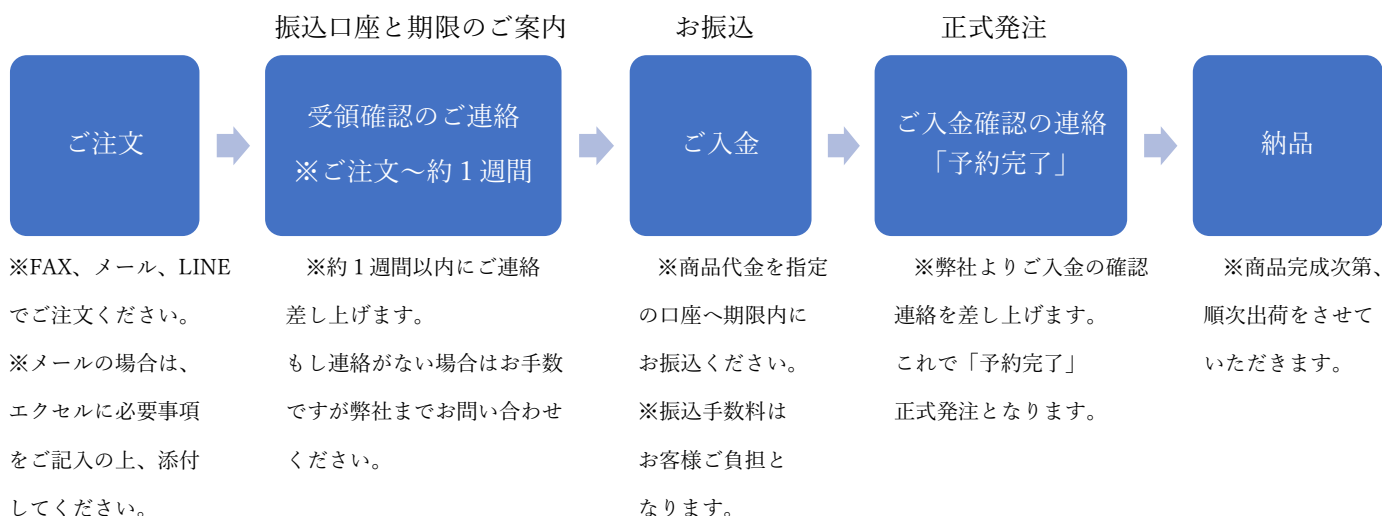 振込口座と期限のご案内
お振込
正式発注
ご注文
受領確認のご連絡
※ご注文～約１週間
ご入金
ご入金確認の連絡
「予約完了」
納品
※FAX、メール、LINE
でご注文ください。
※メールの場合は、
エクセルに必要事項
をご記入の上、添付
してください。
※約１週間以内にご連絡
差し上げます。
もし連絡がない場合はお手数
ですが弊社までお問い合わせ
ください。
※商品代金を指定
の口座へ期限内に
お振込ください。
※振込手数料は
お客様ご負担と
なります。
※弊社よりご入金の確認
連絡を差し上げます。
これで「予約完了」
正式発注となります。
※商品完成次第、
順次出荷をさせて
いただきます。